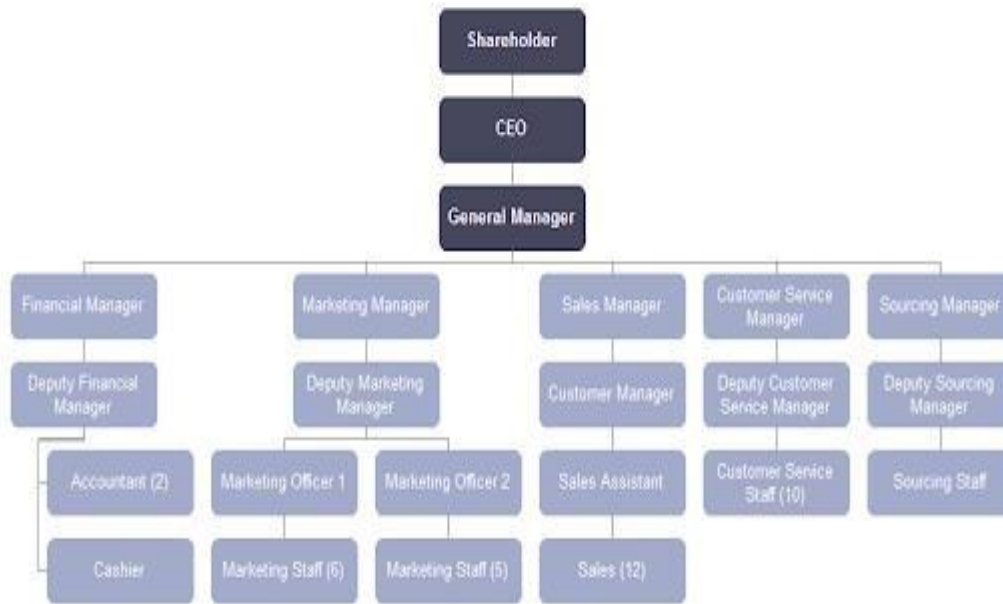 Shareholder
CEO
General Manager
Financial Manager
Marketing Manager
Sales Manager
Customer Service
Manager
Sourcing Manager
Deputy Financial
Manager
Deputy Marketing
Manager
Customer Manager
Deputy Customer
Service Manager
Deputy Sourcing
Manager
Accountant (2)
Marketing Officer 1
Marketing Officer 2
Sales Assistant
Customer Service
Staff (10)
Sourcing Staff
Cashier
Marketing Staff (6)
Marketing Staff (5)
Sales (12)